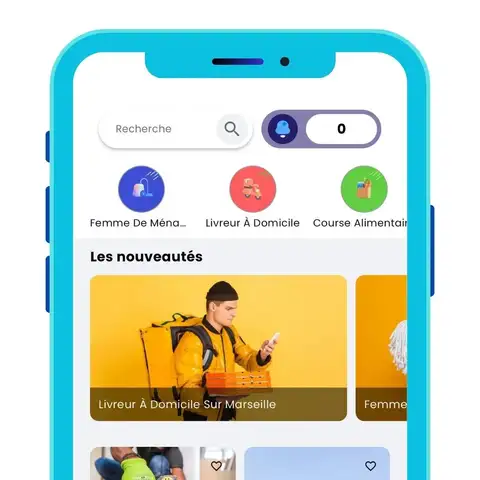 Recherche
0
Femme De Ména...
Livreur À Domicile
Course Alimentair
Les nouveautés
Livreur À Domicile Sur Marseille
Femme